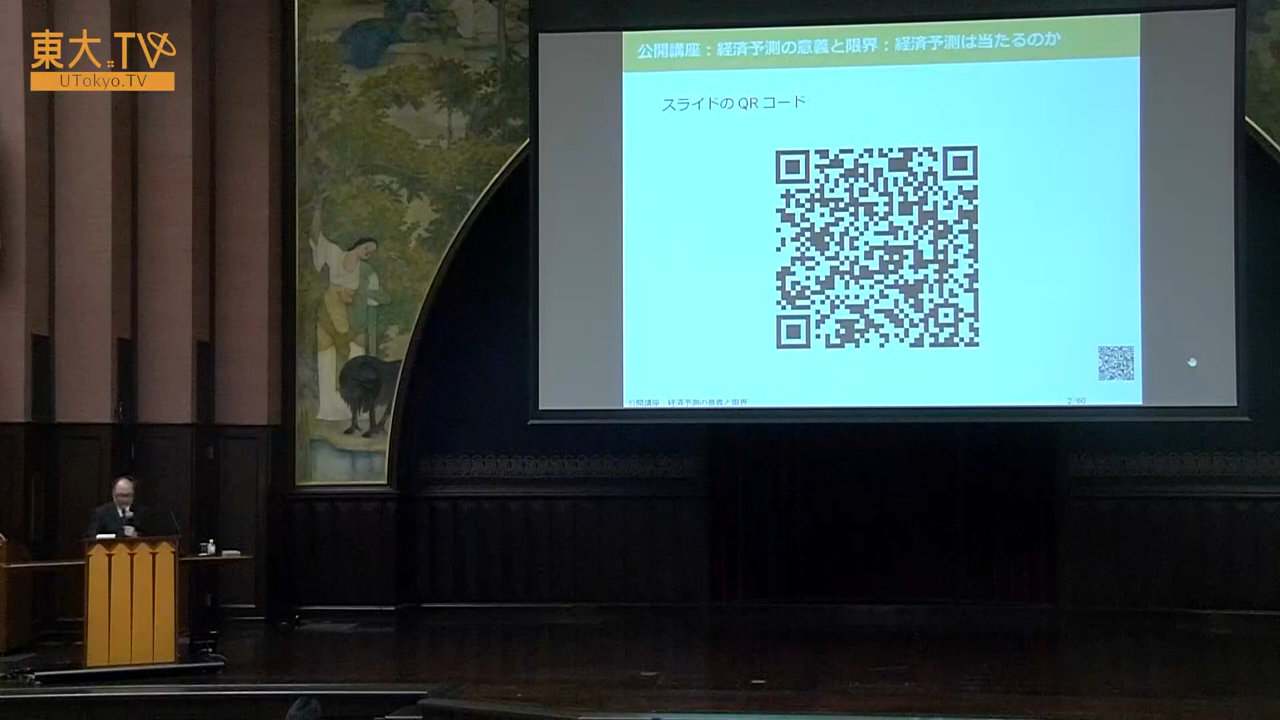 東大TV
UTokyo.TV
公開講座：経済予測の意義と限界：経済予測は当たるのか
スライドの QR コード
公開講座：経済予測の意義と限界
2/60